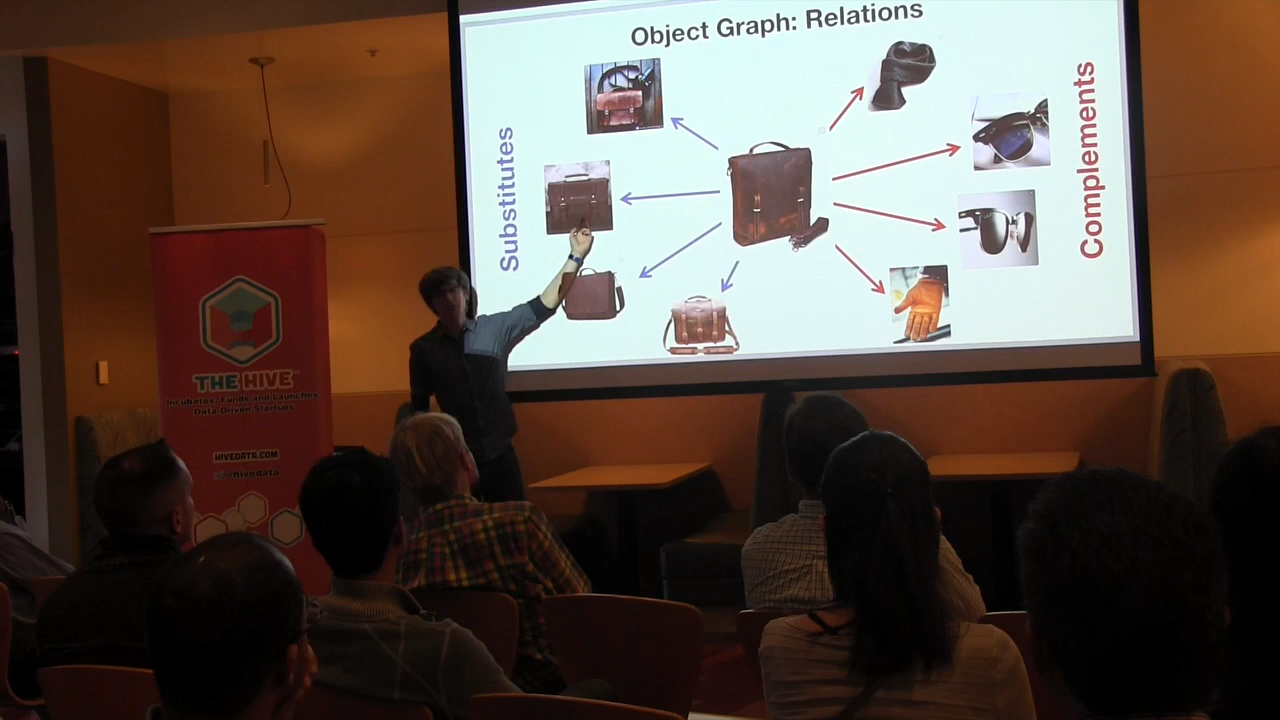 Object Graph: Relations
Substitutes
Complements
THE HIVE
Incubates, Funds and Launches
Data Driven Startups
HIVEDATA.COM
@hivedata